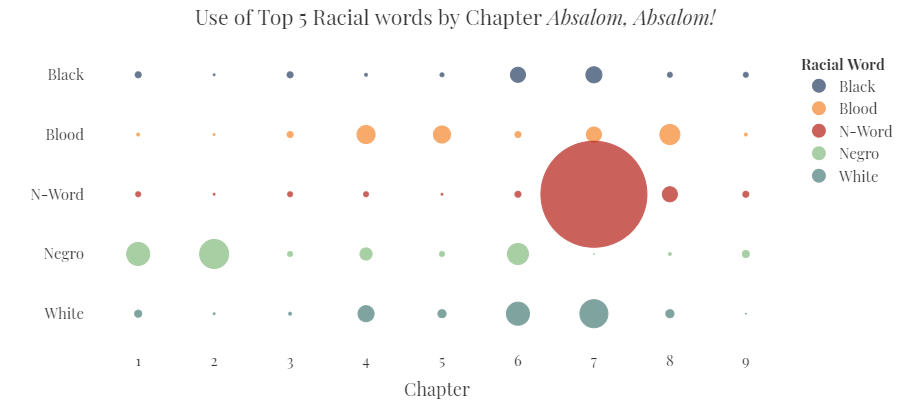 Use of Top 5 Racial words by Chapter Absalom, Absalom!
Racial Word
Black
Blood
N-Word
Negro
White
Black
Blood
N-Word
Negro
White
1 2 3 4 5 6 7 8 9
Chapter